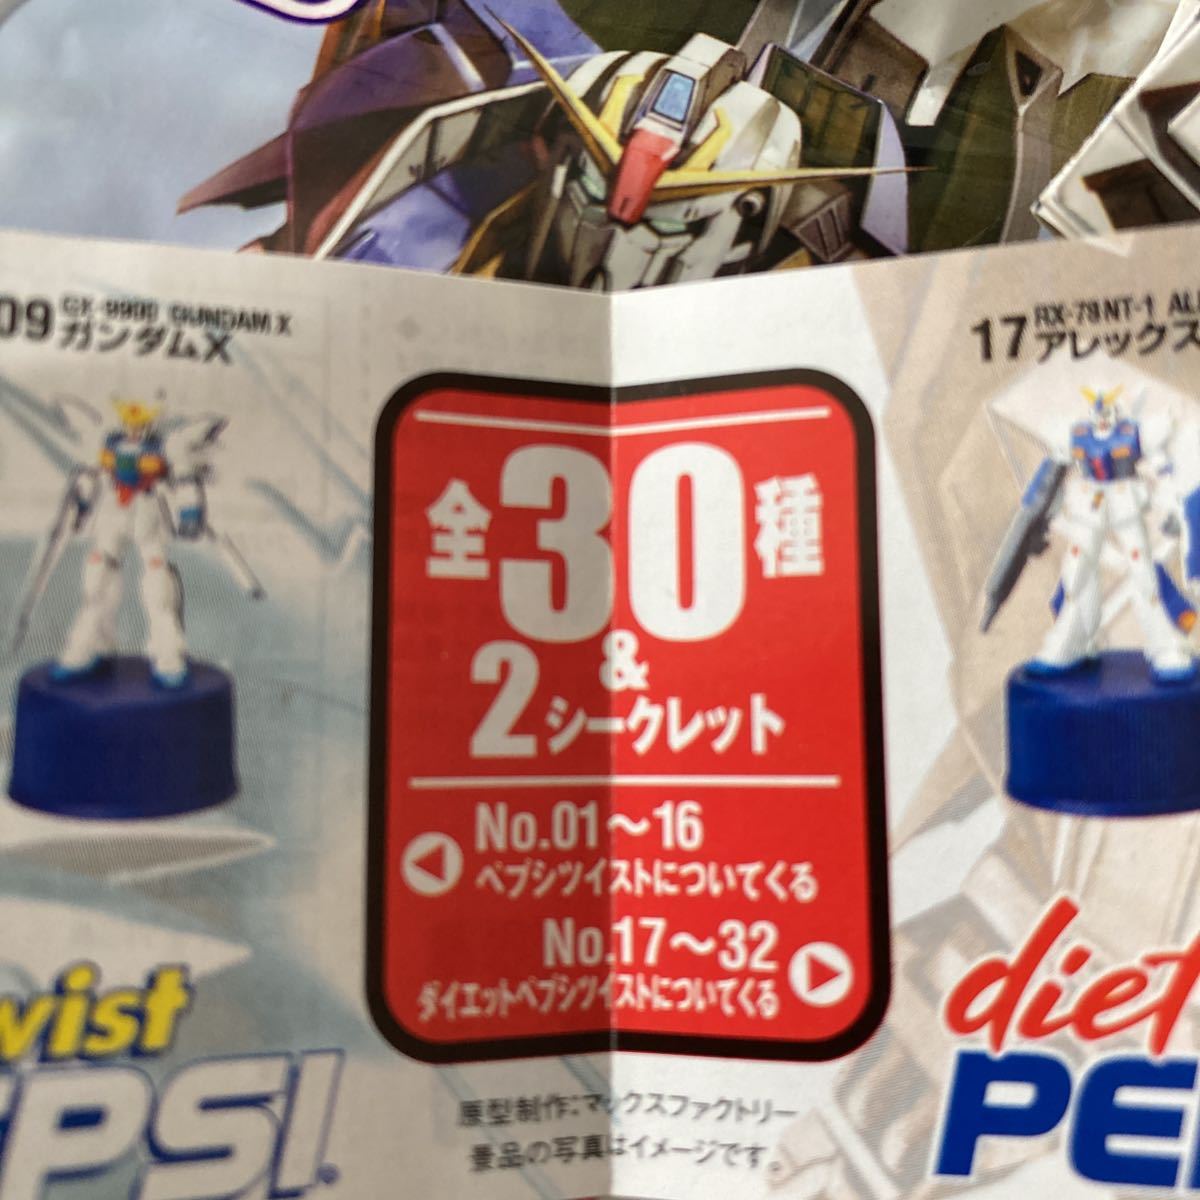 09 GX-9900 GUNDAM X
ガンダムX
17 RX-78NT-1 AL
アレックス
全30種
&
2シークレット
No.01～16
ペプシツイストについてくる
No.17～32
ダイエットペプシツイストについてくる
wist
EPSI
diet
PE
原型制作：マックスファクトリー
景品の写真はイメージです。